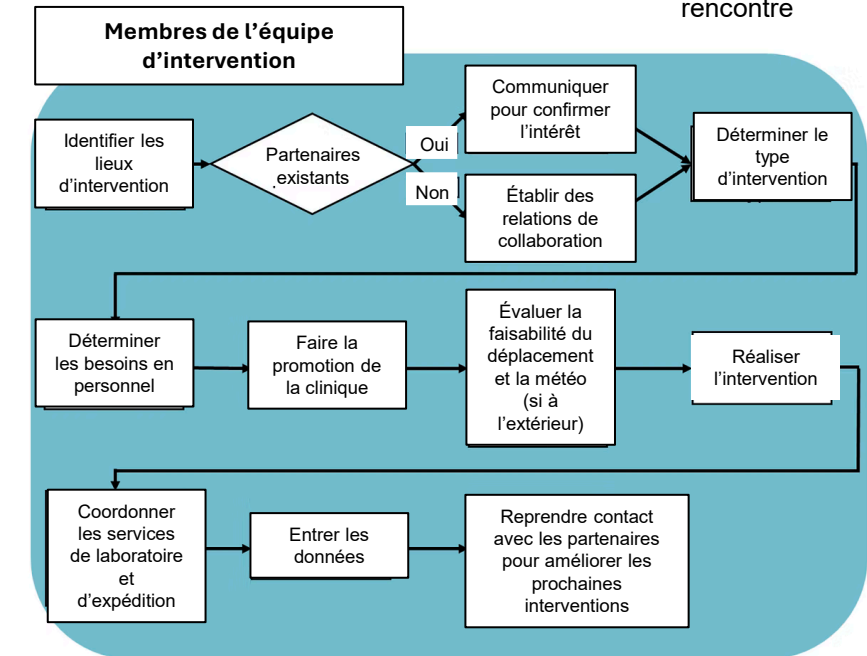 rencontre
Membres de l'équipe
d'intervention
Identifier les
lieux
d'intervention
Partenaires
existants
Oui
Non
Communiquer
pour confirmer
l'intérêt
Établir des
relations de
collaboration
Déterminer le
type
d'intervention
Déterminer
les besoins en
personnel
Faire la
promotion de
la clinique
Évaluer la
faisabilité du
déplacement
et la météo
(si à
l'extérieur)
Réaliser
l'intervention
Coordonner
les services
de laboratoire
et
d'expédition
Entrer les
données
Reprendre contact
avec les partenaires
pour améliorer les
prochaines
interventions